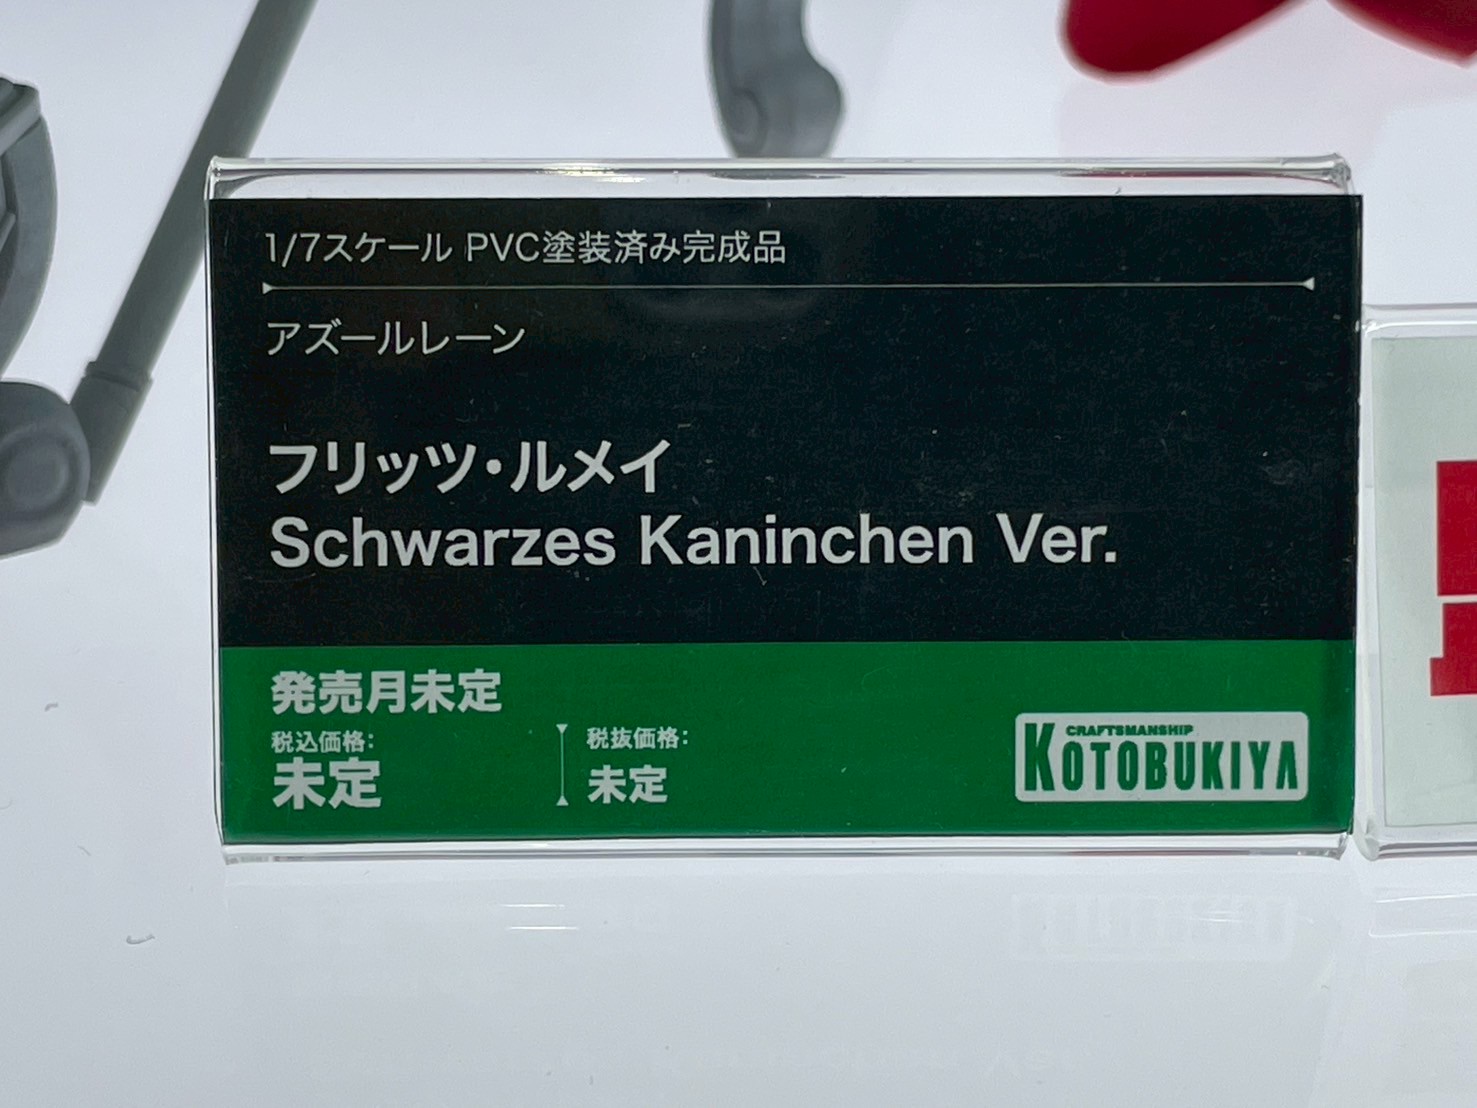 1/7スケール PVC塗装済み完成品
アズールレーン
フリッツ・ルメイ
Schwarzes Kaninchen Ver.
発売月未定
税込価格:
未定
税抜価格:
未定
CRAFTSMANSHIP
KOTOBUKIYA